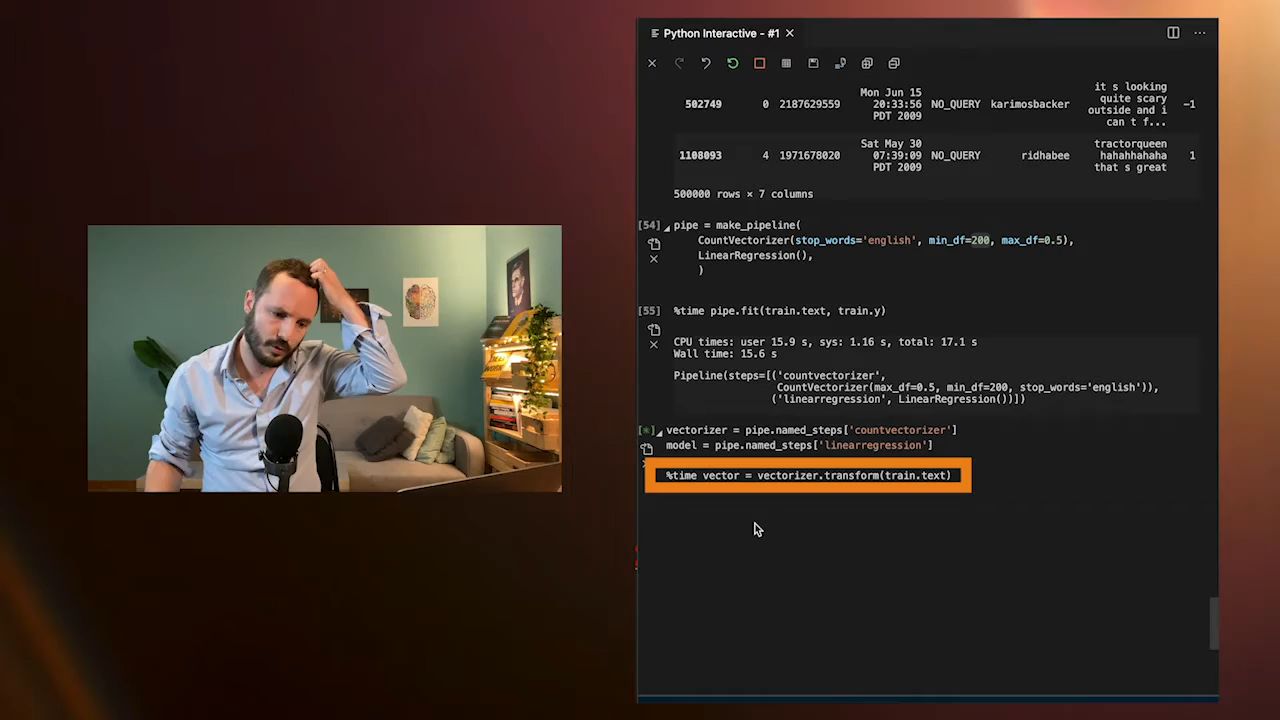 Python Interactive - #1
502749 0 2187629559 Mon Jun 15 20:33:56 PDT 2009 NO_QUERY karimosbacker it s looking quite scary outside and i can t f... -1
1108093 4 1971678020 Sat May 30 07:39:09 PDT 2009 NO_QUERY ridhabee tractorqueen hahahhahaha that s great 1
500000 rows × 7 columns
[54] pipe = make_pipeline(
CountVectorizer(stop_words='english', min_df=200, max_df=0.5),
LinearRegression(),
)
[55] %time pipe.fit(train.text, train.y)
CPU times: user 15.9 s, sys: 1.16 s, total: 17.1 s
Wall time: 15.6 s
Pipeline(steps=[('countvectorizer',
CountVectorizer(max_df=0.5, min_df=200, stop_words='english')),
('linearregression', LinearRegression())])
[*] vectorizer = pipe.named_steps['countvectorizer']
model = pipe.named_steps['linearregression']
%time vector = vectorizer.transform(train.text)